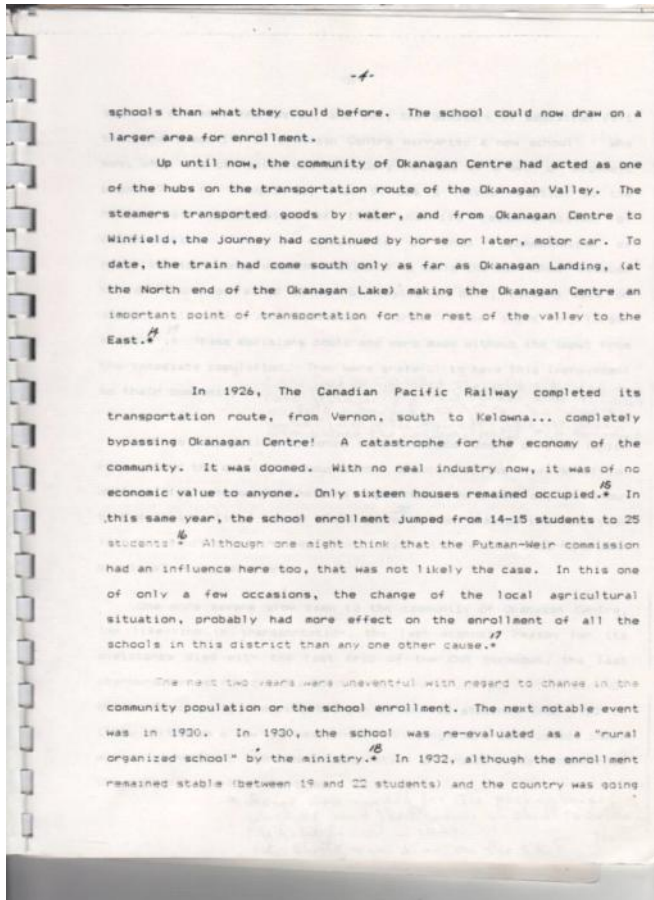 -4-
schools than what they could before. The school could now draw on a
larger area for enrollment.
Up until now, the community of Okanagan Centre had acted as one
of the hubs on the transportation route of the Okanagan Valley. The
steamers transported goods by water, and from Okanagan Centre to
Winfield, the journey had continued by horse or later, motor car. To
date, the train had come south only as far as Okanagan Landing, (at
the North end of the Okanagan Lake) making the Okanagan Centre an
important point of transportation for the rest of the valley to the
East.* 14
In 1926, The Canadian Pacific Railway completed its
transportation route, from Vernon, south to Kelowna... completely
bypassing Okanagan Centre! A catastrophe for the economy of the
community. It was doomed. With no real industry now, it was of no
economic value to anyone. Only sixteen houses remained occupied.* 15 In
this same year, the school enrollment jumped from 14-15 students to 25
students!* 16 Although one might think that the Putman-Weir commission
had an influence here too, that was not likely the case. In this one
of only a few occasions, the change of the local agricultural
situation, probably had more effect on the enrollment of all the
schools in this district than any one other cause.* 17
The next two years were uneventful with regard to change in the
community population or the school enrollment. The next notable event
was in 1930. In 1930, the school was re-evaluated as a "rural
organized school" by the ministry.* 18 In 1932, although the enrollment
remained stable (between 19 and 22 students) and the country was going